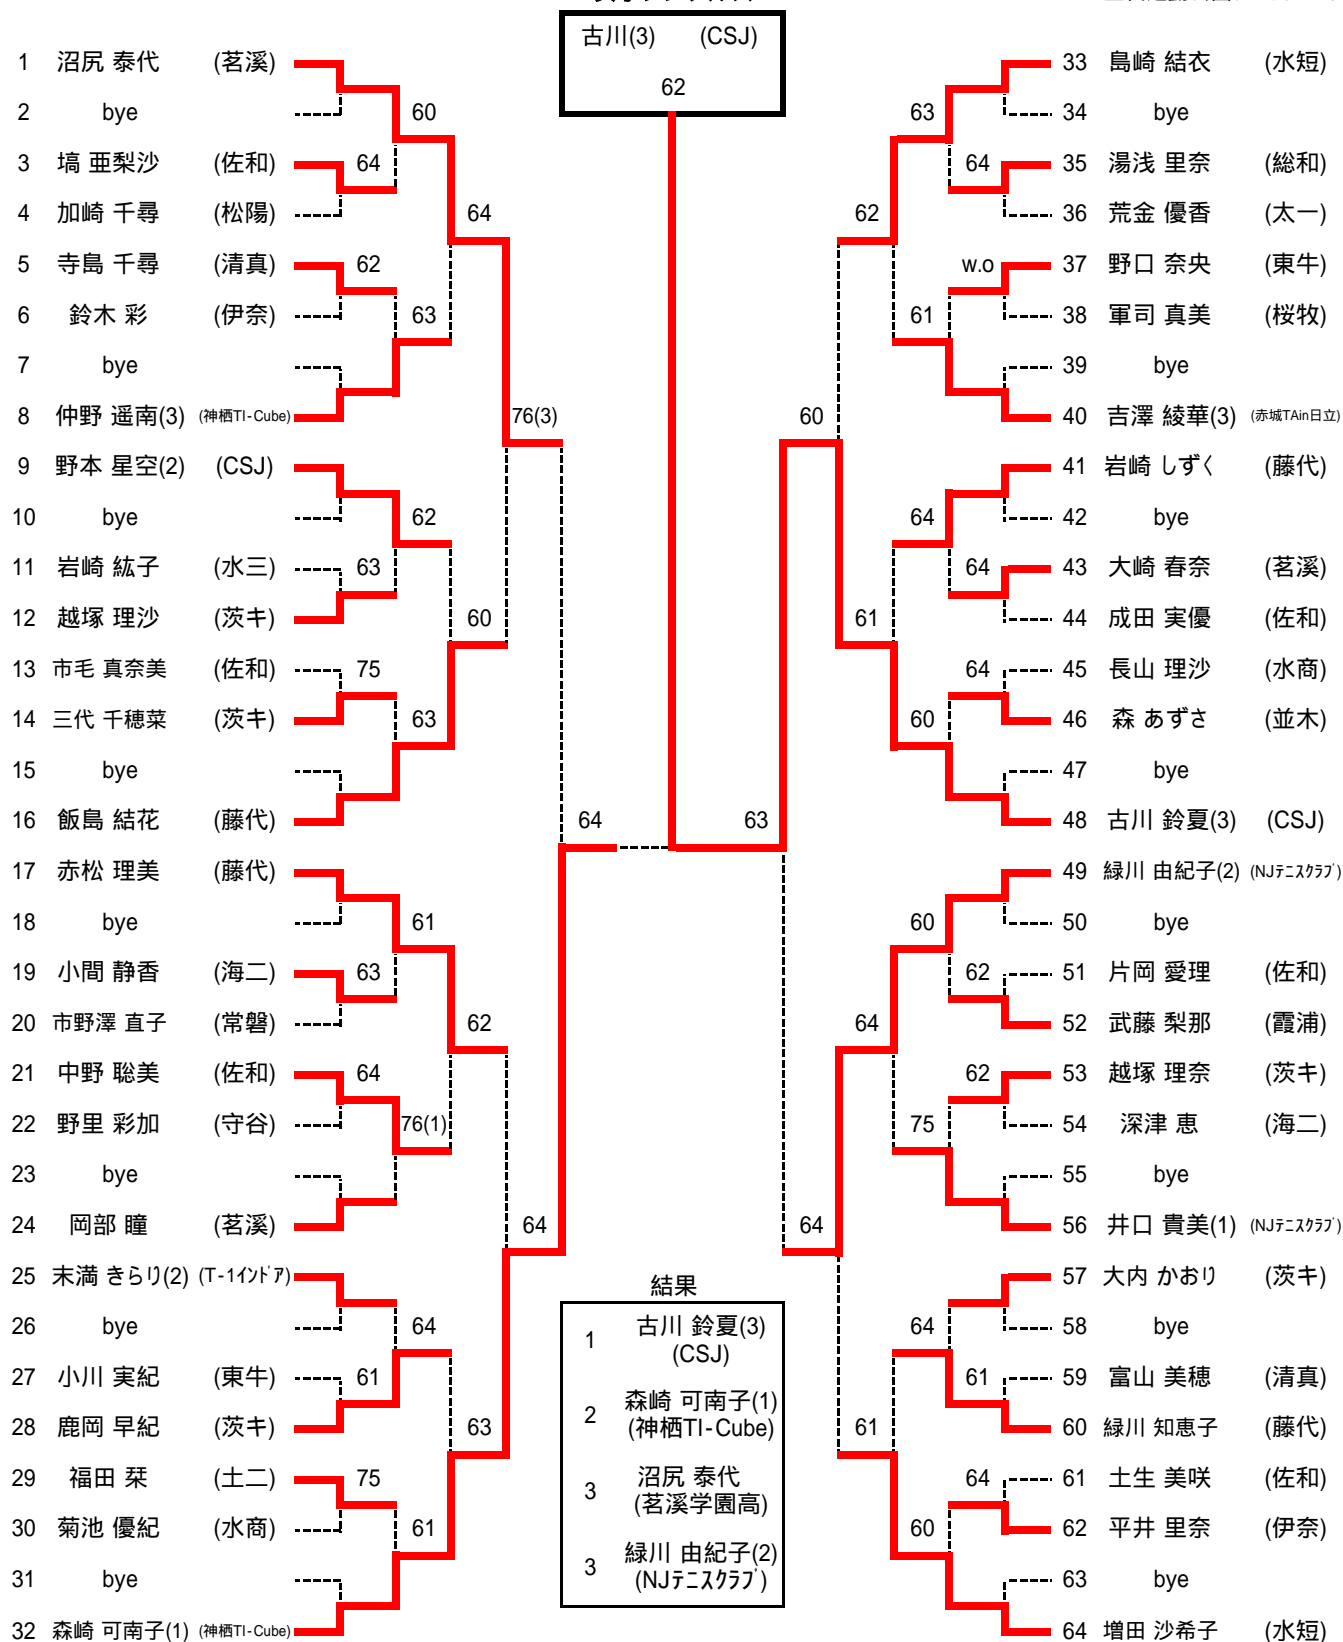 古川(3) (CSJ)
62
1 沼尻 泰代 (茗溪)
2 bye
60
3 塙 亜梨沙 (佐和)
64
4 加崎 千尋 (松陽)
64
5 寺島 千尋 (清真)
62
6 鈴木 彩 (伊奈)
63
7 bye
8 仲野 遥南(3) (神栖TI-Cube)
76(3)
9 野本 星空(2) (CSJ)
10 bye
62
11 岩崎 紘子 (水三)
63
12 越塚 理沙 (茨キ)
60
13 市毛 真奈美 (佐和)
75
14 三代 千穂菜 (茨キ)
63
15 bye
16 飯島 結花 (藤代)
64
17 赤松 理美 (藤代)
18 bye
61
19 小間 静香 (海二)
63
20 市野澤 直子 (常磐)
62
21 中野 聡美 (佐和)
64
22 野里 彩加 (守谷)
76(1)
23 bye
24 岡部 瞳 (茗溪)
64
25 末満 きらり(2) (T-1インドア)
26 bye
64
27 小川 実紀 (東牛)
61
28 鹿岡 早紀 (茨キ)
63
29 福田 栞 (土二)
75
30 菊池 優紀 (水商)
61
31 bye
32 森崎 可南子(1) (神栖TI-Cube)
33 島崎 結衣 (水短)
63
34 bye
64
35 湯浅 里奈 (総和)
62
36 荒金 優香 (太一)
w.o
37 野口 奈央 (東牛)
61
38 軍司 真美 (桜牧)
39 bye
60
40 吉澤 綾華(3) (赤城TAin日立)
41 岩崎 しずく (藤代)
64
42 bye
64
43 大崎 春奈 (茗溪)
61
44 成田 実優 (佐和)
64
45 長山 理沙 (水商)
60
46 森 あずさ (並木)
47 bye
63
48 古川 鈴夏(3) (CSJ)
49 緑川 由紀子(2) (NJテニスクラブ)
60
50 bye
62
51 片岡 愛理 (佐和)
64
52 武藤 梨那 (霞浦)
62
53 越塚 理奈 (茨キ)
75
54 深津 恵 (海二)
55 bye
64
56 井口 貴美(1) (NJテニスクラブ)
57 大内 かおり (茨キ)
64
58 bye
61
59 富山 美穂 (清真)
61
60 緑川 知恵子 (藤代)
64
61 土生 美咲 (佐和)
60
62 平井 里奈 (伊奈)
63 bye
64 増田 沙希子 (水短)
結果
1 古川 鈴夏(3)
(CSJ)
2 森崎 可南子(1)
(神栖TI-Cube)
3 沼尻 泰代
(茗溪学園高)
3 緑川 由紀子(2)
(NJテニスクラブ)